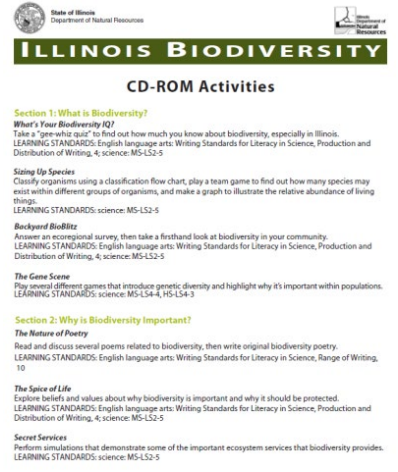 State of Illinois
Department of Natural Resources
Illinois
Department of
Natural
Resources
ILLINOIS BIODIVERSITY
CD-ROM Activities
Section 1: What is Biodiversity?
What's Your Biodiversity IQ?
Take a "gee-whiz quiz" to find out how much you know about biodiversity, especially in Illinois.
LEARNING STANDARDS: English language arts: Writing Standards for Literacy in Science, Production and
Distribution of Writing, 4; science: MS-LS2-5
Sizing Up Species
Classify organisms using a classification flow chart, play a team game to find out how many species may
exist within different groups of organisms, and make a graph to illustrate the relative abundance of living
things.
LEARNING STANDARDS: science: MS-LS2-5
Backyard BioBlitz
Answer an ecoregional survey, then take a firsthand look at biodiversity in your community.
LEARNING STANDARDS: English language arts: Writing Standards for Literacy in Science, Production and
Distribution of Writing, 4; science: MS-LS2-5
The Gene Scene
Play several different games that introduce genetic diversity and highlight why it's important within populations.
LEARNING STANDARDS: science: MS-LS4-4, HS-LS4-3
Section 2: Why is Biodiversity Important?
The Nature of Poetry
Read and discuss several poems related to biodiversity, then write original biodiversity poetry.
LEARNING STANDARDS: English language arts: Writing Standards for Literacy in Science, Range of Writing,
10
The Spice of Life
Explore beliefs and values about why biodiversity is important and why it should be protected.
LEARNING STANDARDS: English language arts: Writing Standards for Literacy in Science, Production and
Distribution of Writing, 4; science: MS-LS2-5
Secret Services
Perform simulations that demonstrate some of the important ecosystem services that biodiversity provides.
LEARNING STANDARDS: science: MS-LS2-5